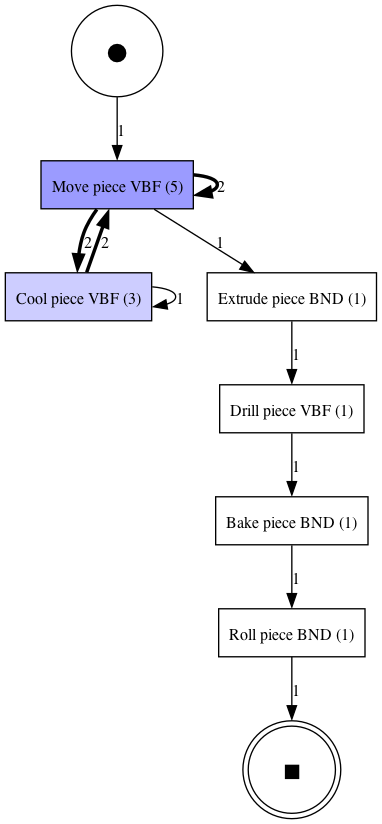 1
Move piece VBF (5)
2
2
2
1
Cool piece VBF (3)
1
Extrude piece BND (1)
1
Drill piece VBF (1)
1
Bake piece BND (1)
1
Roll piece BND (1)
1